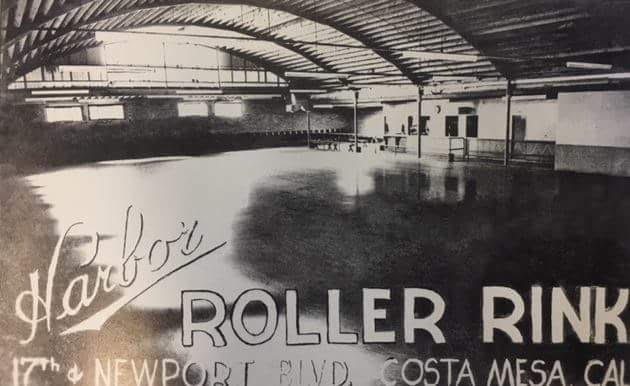 Harbor
ROLLER RINK
17th & NEWPORT BLVD. COSTA MESA CAL